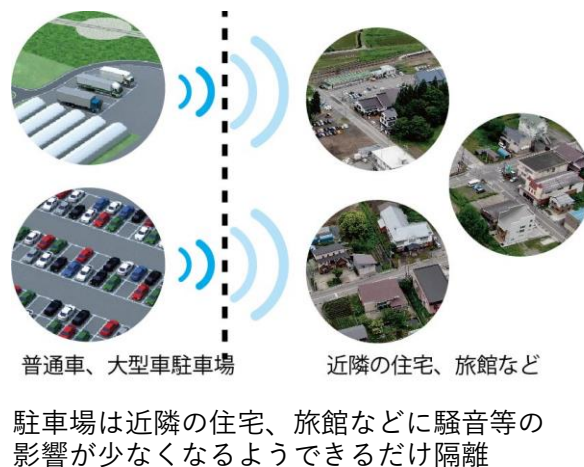 普通車、大型車駐車場
近隣の住宅、旅館など
駐車場は近隣の住宅、旅館などに騒音等の
影響が少なくなるようできるだけ隔離